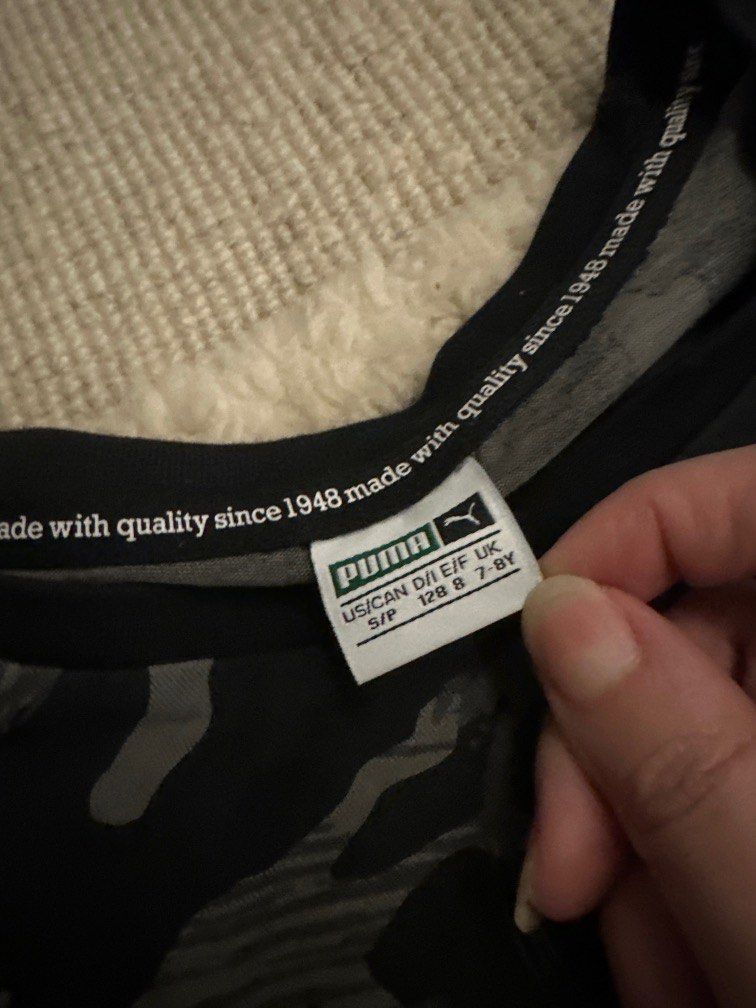 ade with quality since 1948 made with quality since 1948 made with quality
PUMA
US/CAN D/I E/F UK
S/P 128 8 7-8Y